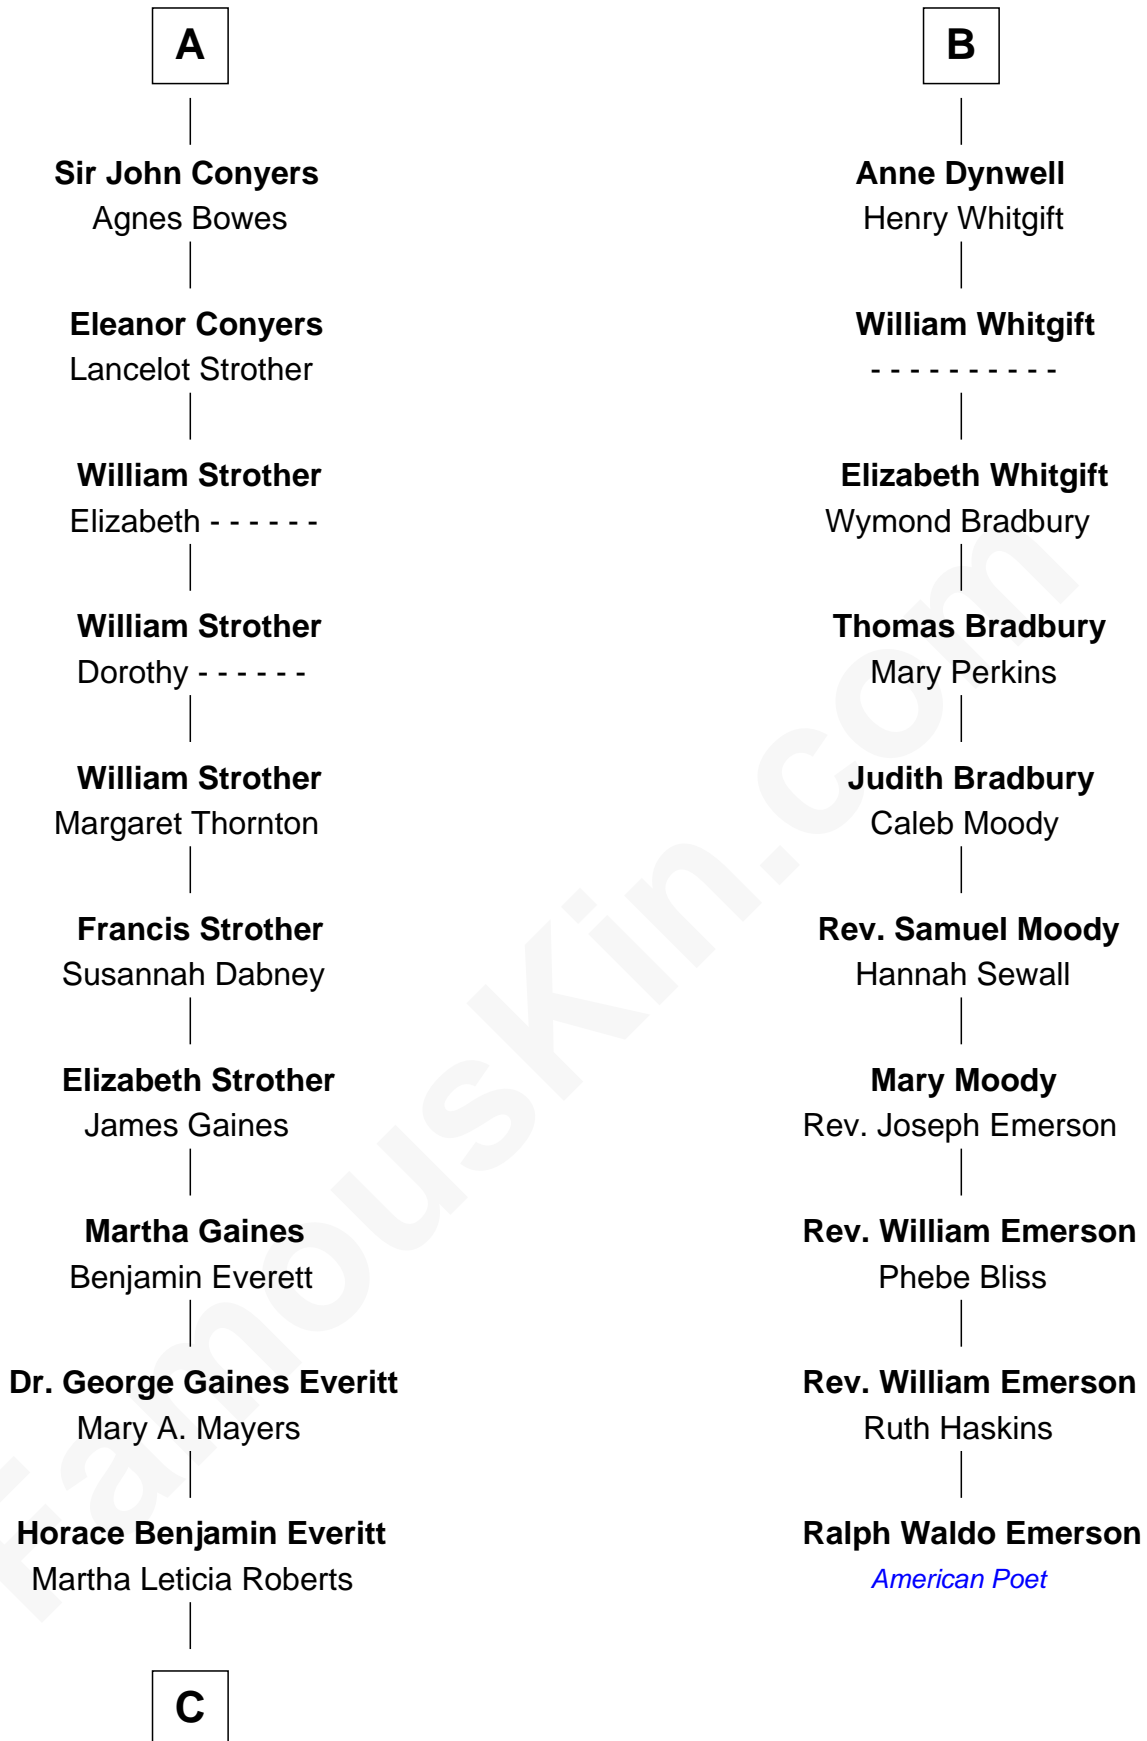 A
Sir John Conyers
Agnes Bowes
Eleanor Conyers
Lancelot Strother
William Strother
Elizabeth - - - - - -
William Strother
Dorothy - - - - - -
William Strother
Margaret Thornton
Francis Strother
Susannah Dabney
Elizabeth Strother
James Gaines
Martha Gaines
Benjamin Everett
Dr. George Gaines Everitt
Mary A. Mayers
Horace Benjamin Everitt
Martha Leticia Roberts
C
B
Anne Dynwell
Henry Whitgift
William Whitgift
- - - - - - - - - -
Elizabeth Whitgift
Wymond Bradbury
Thomas Bradbury
Mary Perkins
Judith Bradbury
Caleb Moody
Rev. Samuel Moody
Hannah Sewall
Mary Moody
Rev. Joseph Emerson
Rev. William Emerson
Phebe Bliss
Rev. William Emerson
Ruth Haskins
Ralph Waldo Emerson
American Poet
FamousKin.com